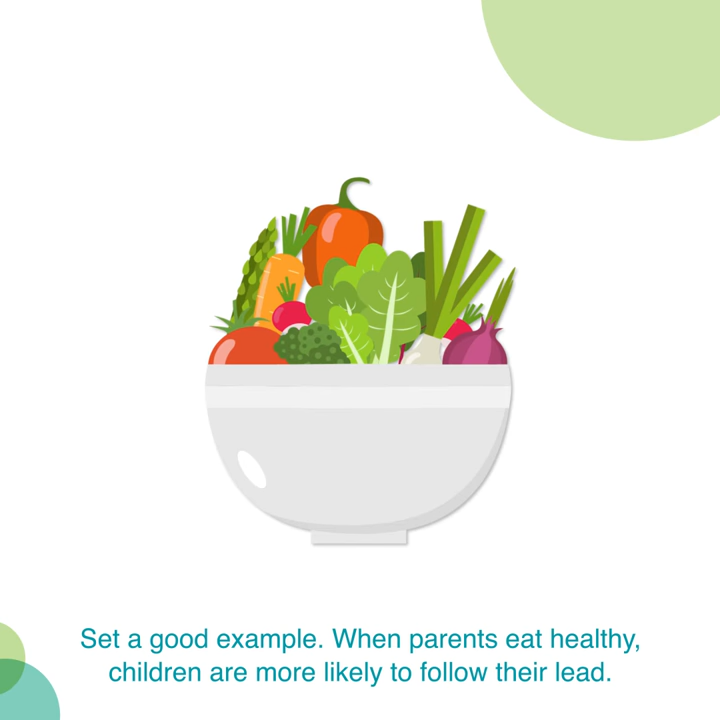 Set a good example. When parents eat healthy,
children are more likely to follow their lead.